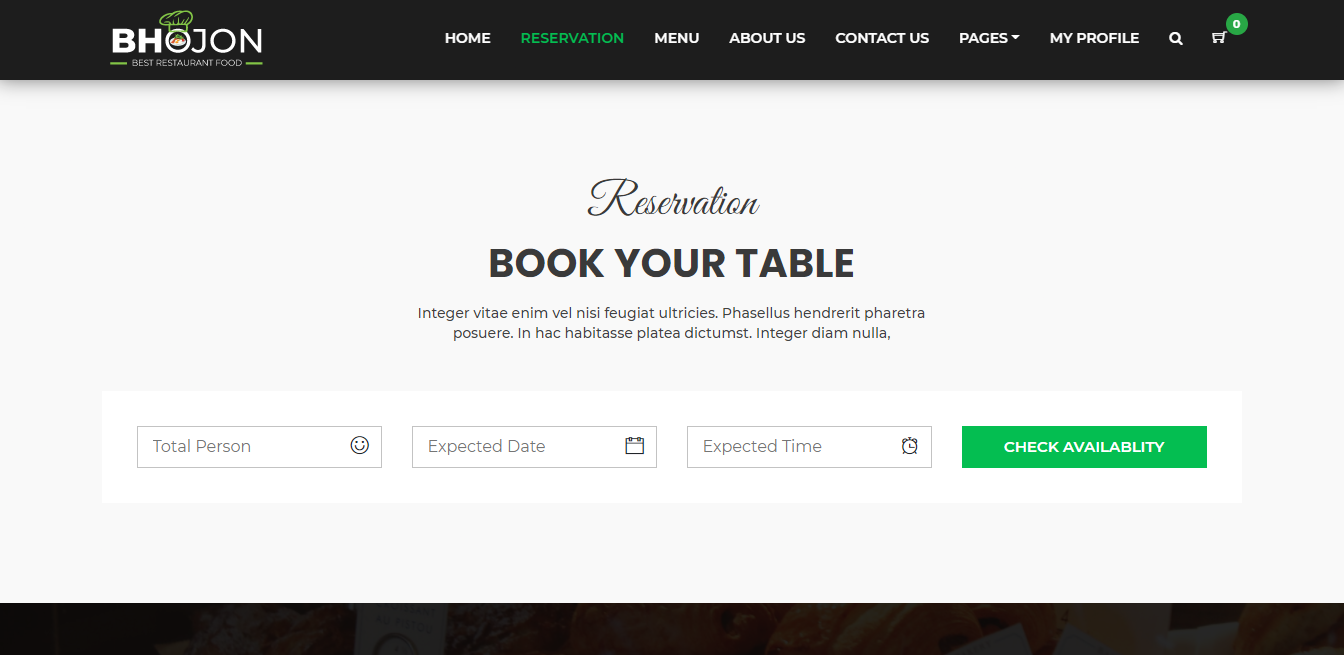 BHOJON
BEST RESTAURANT FOOD
HOME RESERVATION MENU ABOUT US CONTACT US PAGES MY PROFILE 0
Reservation
BOOK YOUR TABLE
Integer vitae enim vel nisi feugiat ultricies. Phasellus hendrerit pharetra
posuere. In hac habitasse platea dictumst. Integer diam nulla,
Total Person Expected Date Expected Time CHECK AVAILABLITY